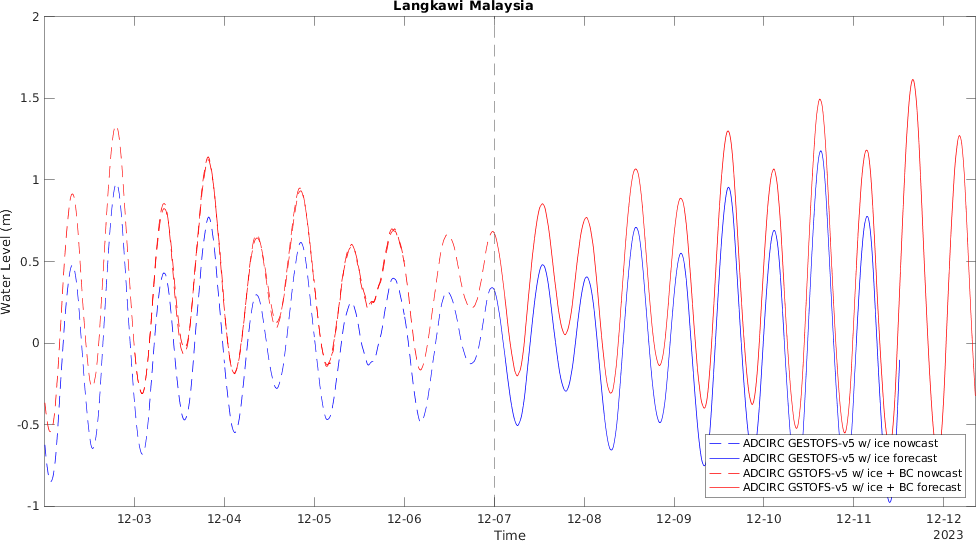 Langkawi Malaysia
2
1.5
1
0.5
0
-0.5
-1
Water Level (m)
ADCIRC GESTOFS-v5 w/ ice nowcast
ADCIRC GESTOFS-v5 w/ ice forecast
ADCIRC GSTOFS-v5 w/ ice + BC nowcast
ADCIRC GSTOFS-v5 w/ ice + BC forecast
12-03 12-04 12-05 12-06 12-07 12-08 12-09 12-10 12-11 12-12
Time
2023